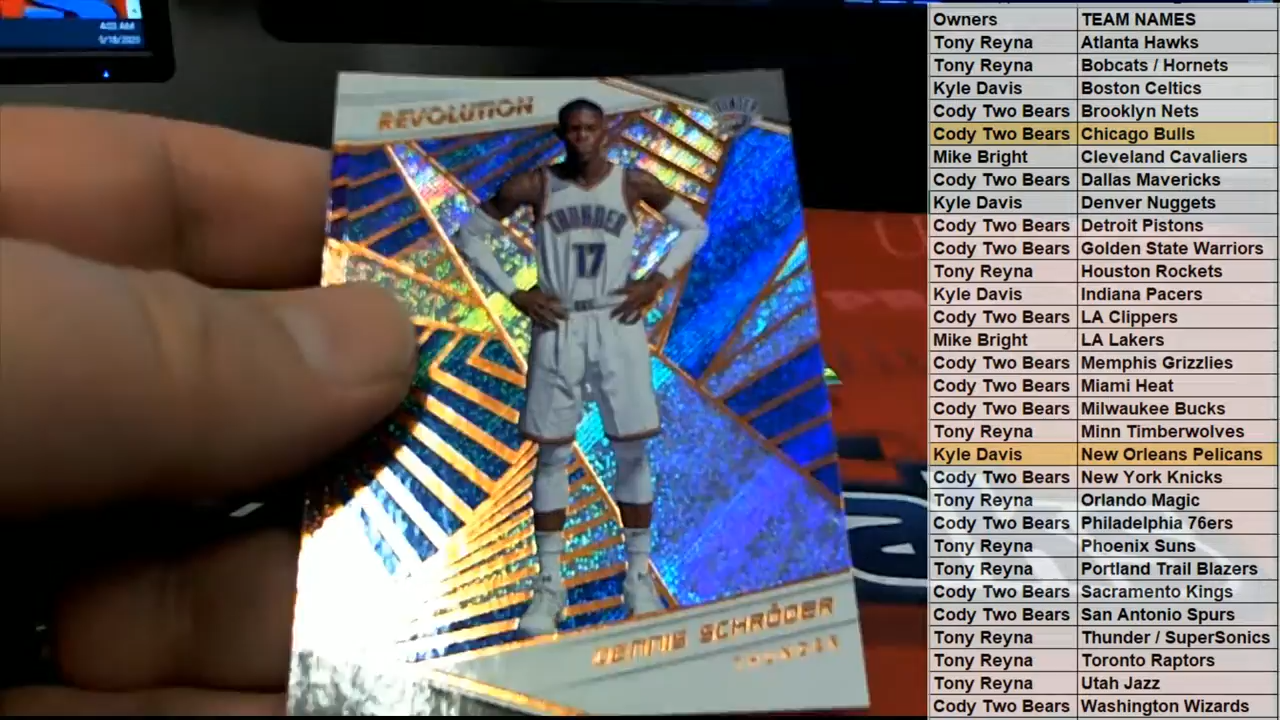 4:03 AM
REVOLUTION
THUNDER
THUNDER
17
DENNIS SCHRÖDER
THUNDER
Owners TEAM NAMES
Tony Reyna Atlanta Hawks
Tony Reyna Bobcats / Hornets
Kyle Davis Boston Celtics
Cody Two Bears Brooklyn Nets
Cody Two Bears Chicago Bulls
Mike Bright Cleveland Cavaliers
Cody Two Bears Dallas Mavericks
Kyle Davis Denver Nuggets
Cody Two Bears Detroit Pistons
Cody Two Bears Golden State Warriors
Tony Reyna Houston Rockets
Kyle Davis Indiana Pacers
Cody Two Bears LA Clippers
Mike Bright LA Lakers
Cody Two Bears Memphis Grizzlies
Cody Two Bears Miami Heat
Cody Two Bears Milwaukee Bucks
Tony Reyna Minn Timberwolves
Kyle Davis New Orleans Pelicans
Cody Two Bears New York Knicks
Tony Reyna Orlando Magic
Cody Two Bears Philadelphia 76ers
Tony Reyna Phoenix Suns
Tony Reyna Portland Trail Blazers
Cody Two Bears Sacramento Kings
Cody Two Bears San Antonio Spurs
Tony Reyna Thunder / SuperSonics
Tony Reyna Toronto Raptors
Tony Reyna Utah Jazz
Cody Two Bears Washington Wizards